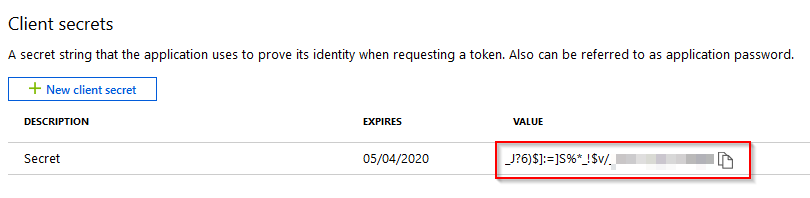 Client secrets
A secret string that the application uses to prove its identity when requesting a token. Also can be referred to as application password.
+ New client secret
DESCRIPTION EXPIRES VALUE
Secret 05/04/2020 _J?6)$]:=]S%*_!$v/_